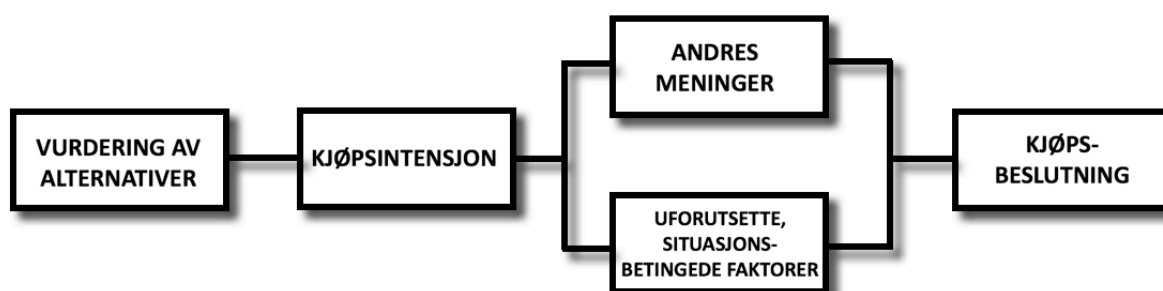 VURDERING AV
ALTERNATIVER
KJØPSINTENSJON
ANDRES
MENINGER
UFORUTSETTE,
SITUASJONS-
BETINGEDE FAKTORER
KJØPS-
BESLUTNING